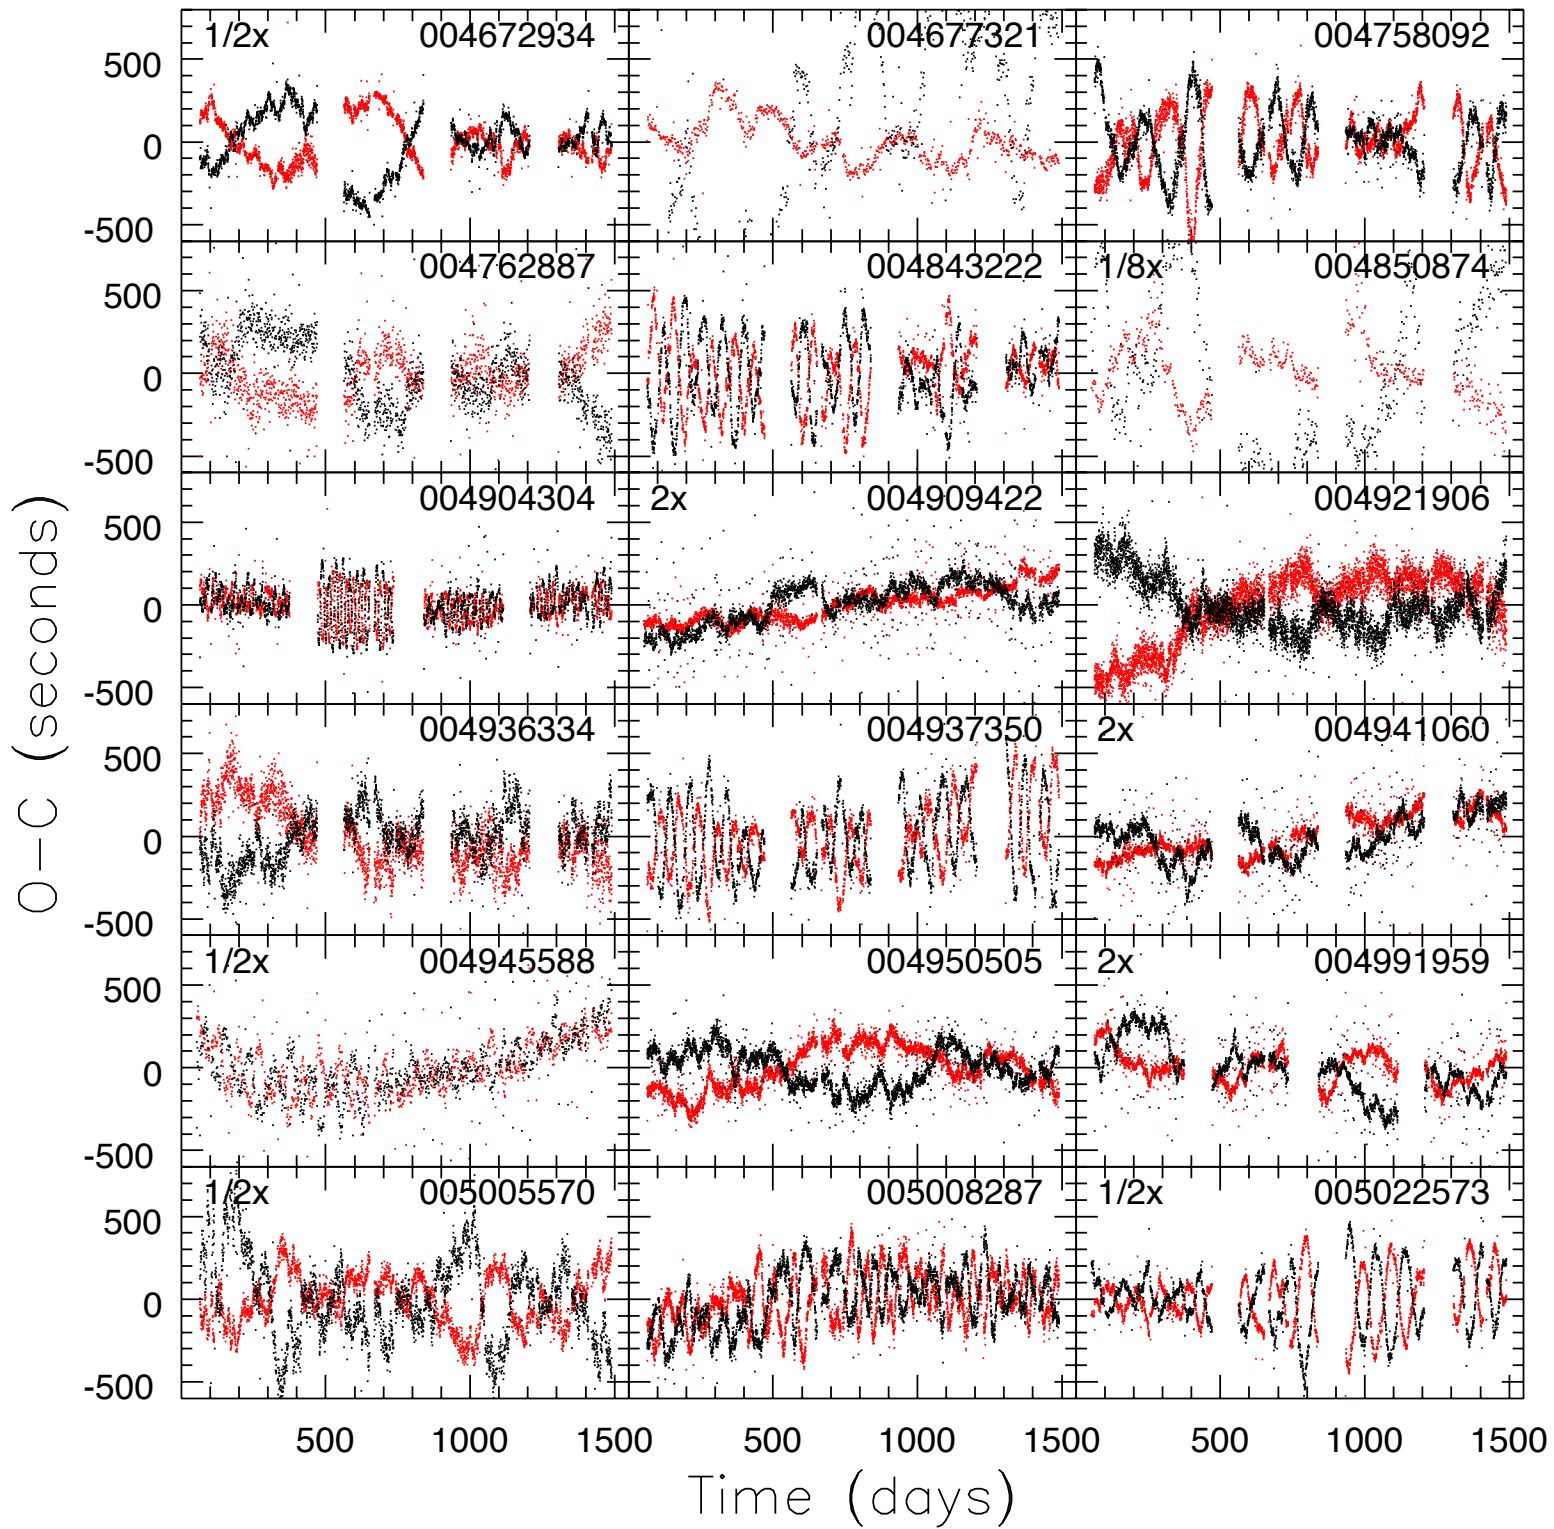 1/2x 004672934 004677321 004758092
500
0
-500
004762887 004843222 1/8x 004850874
500
0
-500
004904304 2x 004909422 004921906
500
0
-500
004936334 004937350 2x 004941060
500
0
-500
1/2x 004945588 004950505 2x 004991959
500
0
-500
1/2x 005005570 005008287 1/2x 005022573
500
0
-500
O-C (seconds)
500 1000 1500 500 1000 1500 500 1000 1500
Time (days)